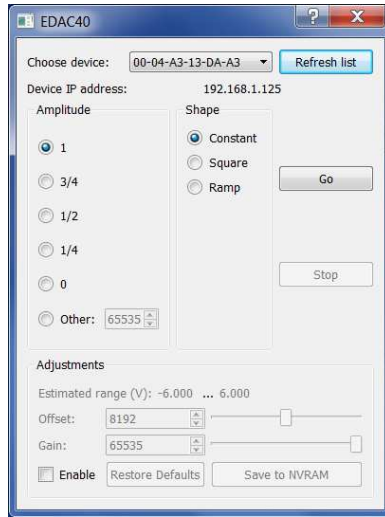 EDAC40
Choose device: 00-04-A3-13-DA-A3 Refresh list
Device IP address: 192.168.1.125
Amplitude
1
3/4
1/2
1/4
0
Other: 65535
Shape
Constant
Square
Ramp
Go
Stop
Adjustments
Estimated range (V): -6.000 ... 6.000
Offset: 8192
Gain: 65535
Enable Restore Defaults Save to NVRAM